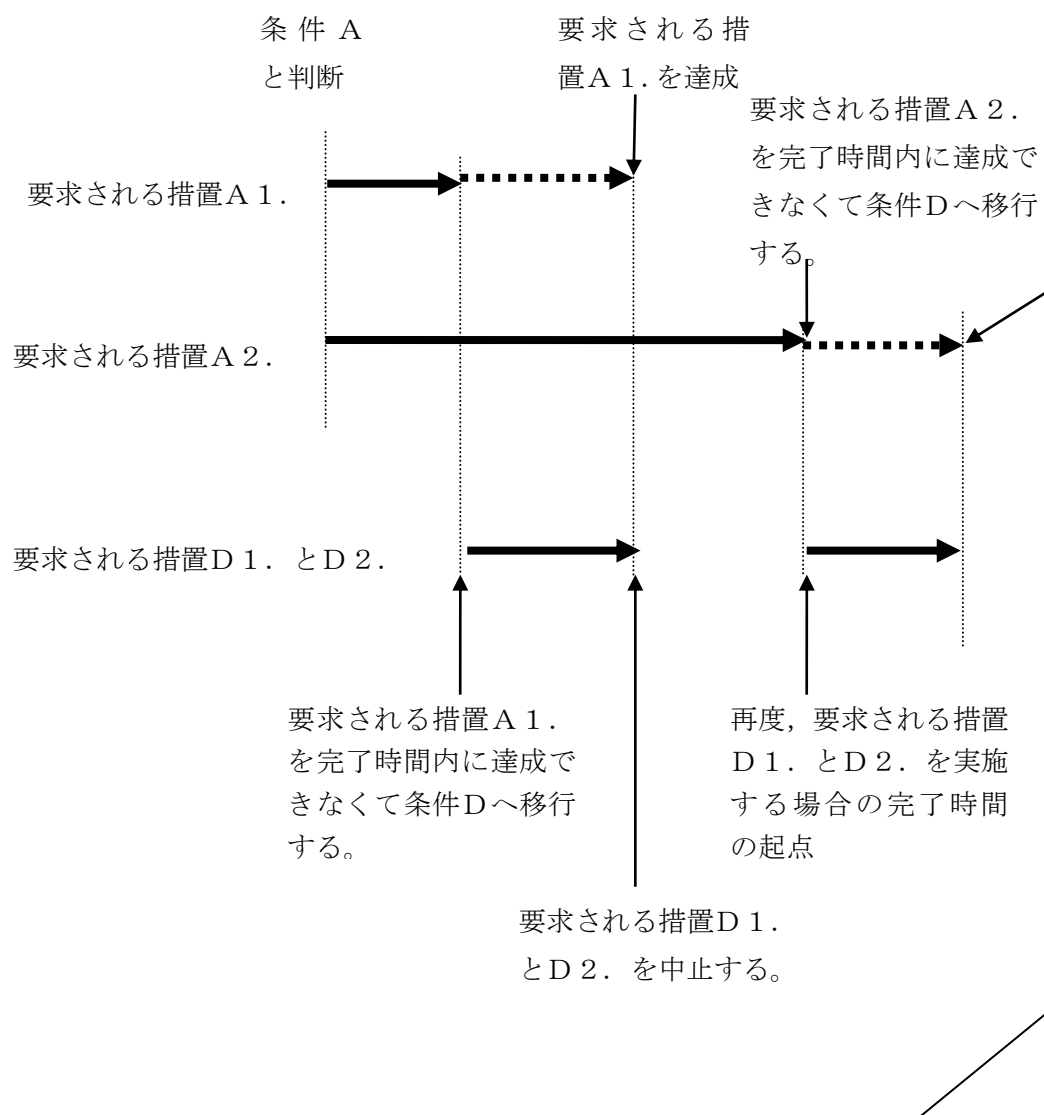 条件A
と判断
要求される措
置A1.を達成
要求される措置A2.
を完了時間内に達成で
きなくて条件Dへ移行
する。
要求される措置A1.
要求される措置A2.
要求される措置D1.とD2.
要求される措置A1.
を完了時間内に達成で
きなくて条件Dへ移行
する。
再度,要求される措置
D1.とD2.を実施
する場合の完了時間
の起点
要求される措置D1.
とD2.を中止する。